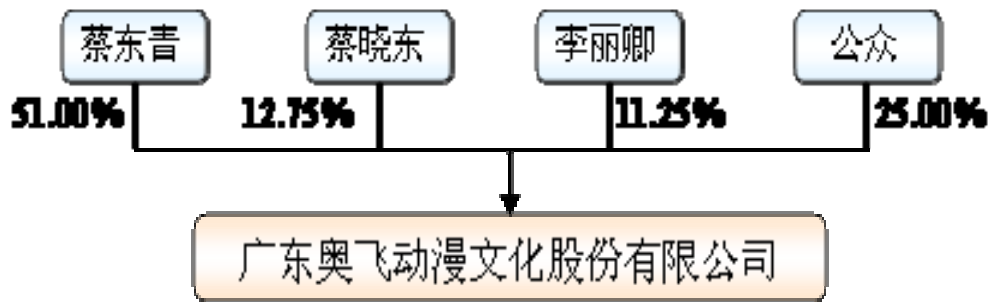 蔡东青 蔡晓东 李丽卿 公众
51.00% 12.75% 11.25% 25.00%
广东奥飞动漫文化股份有限公司